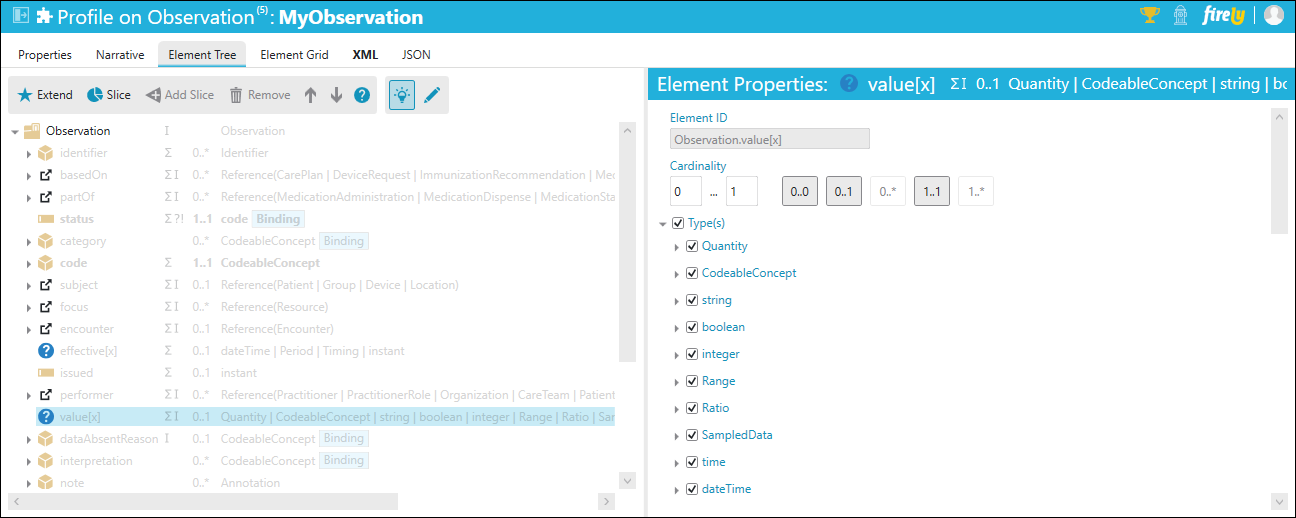 Profile on Observation (5) : MyObservation
firely
Properties Narrative Element Tree Element Grid XML JSON
Extend Slice Add Slice Remove
Observation I Observation
identifier Σ 0..* Identifier
basedOn Σ I 0..* Reference(CarePlan | DeviceRequest | ImmunizationRecommendation | Me
partOf Σ I 0..* Reference(MedicationAdministration | MedicationDispense | MedicationSta
status Σ ?! 1..1 code Binding
category 0..* CodeableConcept Binding
code Σ 1..1 CodeableConcept
subject Σ I 0..1 Reference(Patient | Group | Device | Location)
focus Σ I 0..* Reference(Resource)
encounter Σ I 0..1 Reference(Encounter)
effective[x] Σ 0..1 dateTime | Period | Timing | instant
issued Σ 0..1 instant
performer Σ I 0..* Reference(Practitioner | PractitionerRole | Organization | CareTeam | Patient
value[x] Σ I 0..1 Quantity | CodeableConcept | string | boolean | integer | Range | Ratio | Sam
dataAbsentReason I 0..1 CodeableConcept Binding
interpretation 0..* CodeableConcept Binding
note 0..* Annotation
Element Properties: value[x] Σ I 0..1 Quantity | CodeableConcept | string | bo
Element ID
Observation.value[x]
Cardinality
0 ... 1 0..0 0..1 0..* 1..1 1..*
Type(s)
Quantity
CodeableConcept
string
boolean
integer
Range
Ratio
SampledData
time
dateTime